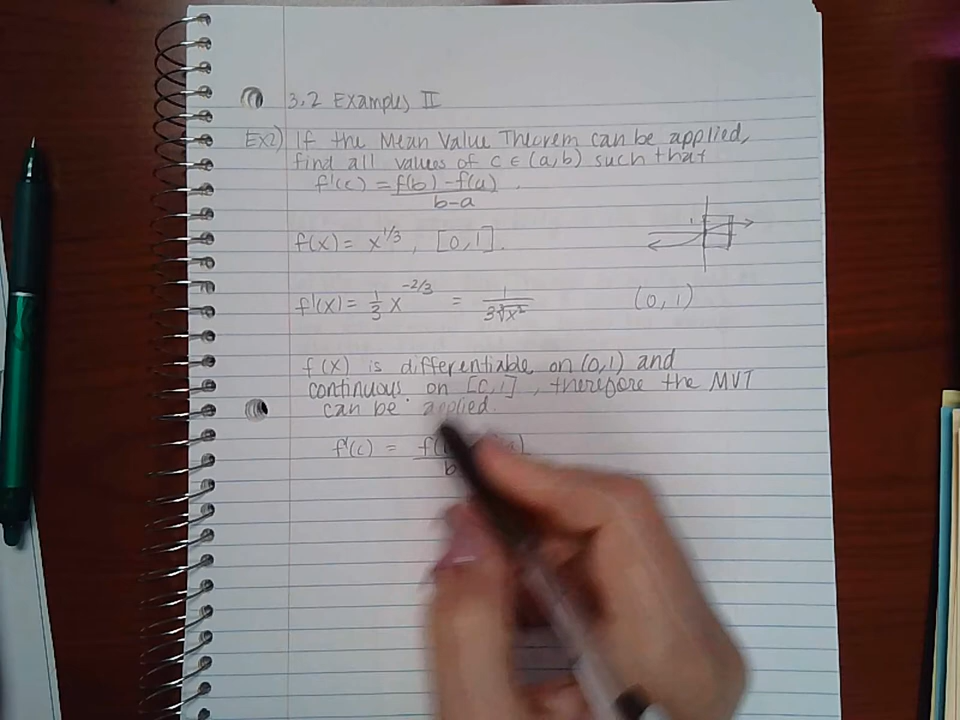 3.2 Examples II
Ex2) If the Mean Value Theorem can be applied,
find all values of c ∈ (a,b) such that
f'(c) = f(b) - f(a) / b-a .
f(x) = x^1/3 , [0,1].
f'(x) = 1/3 x^-2/3 = 1/3∛x² (0,1)
f(x) is differentiable on (0,1) and
continuous on [0,1] , therefore the MVT
can be applied.
f'(c) =